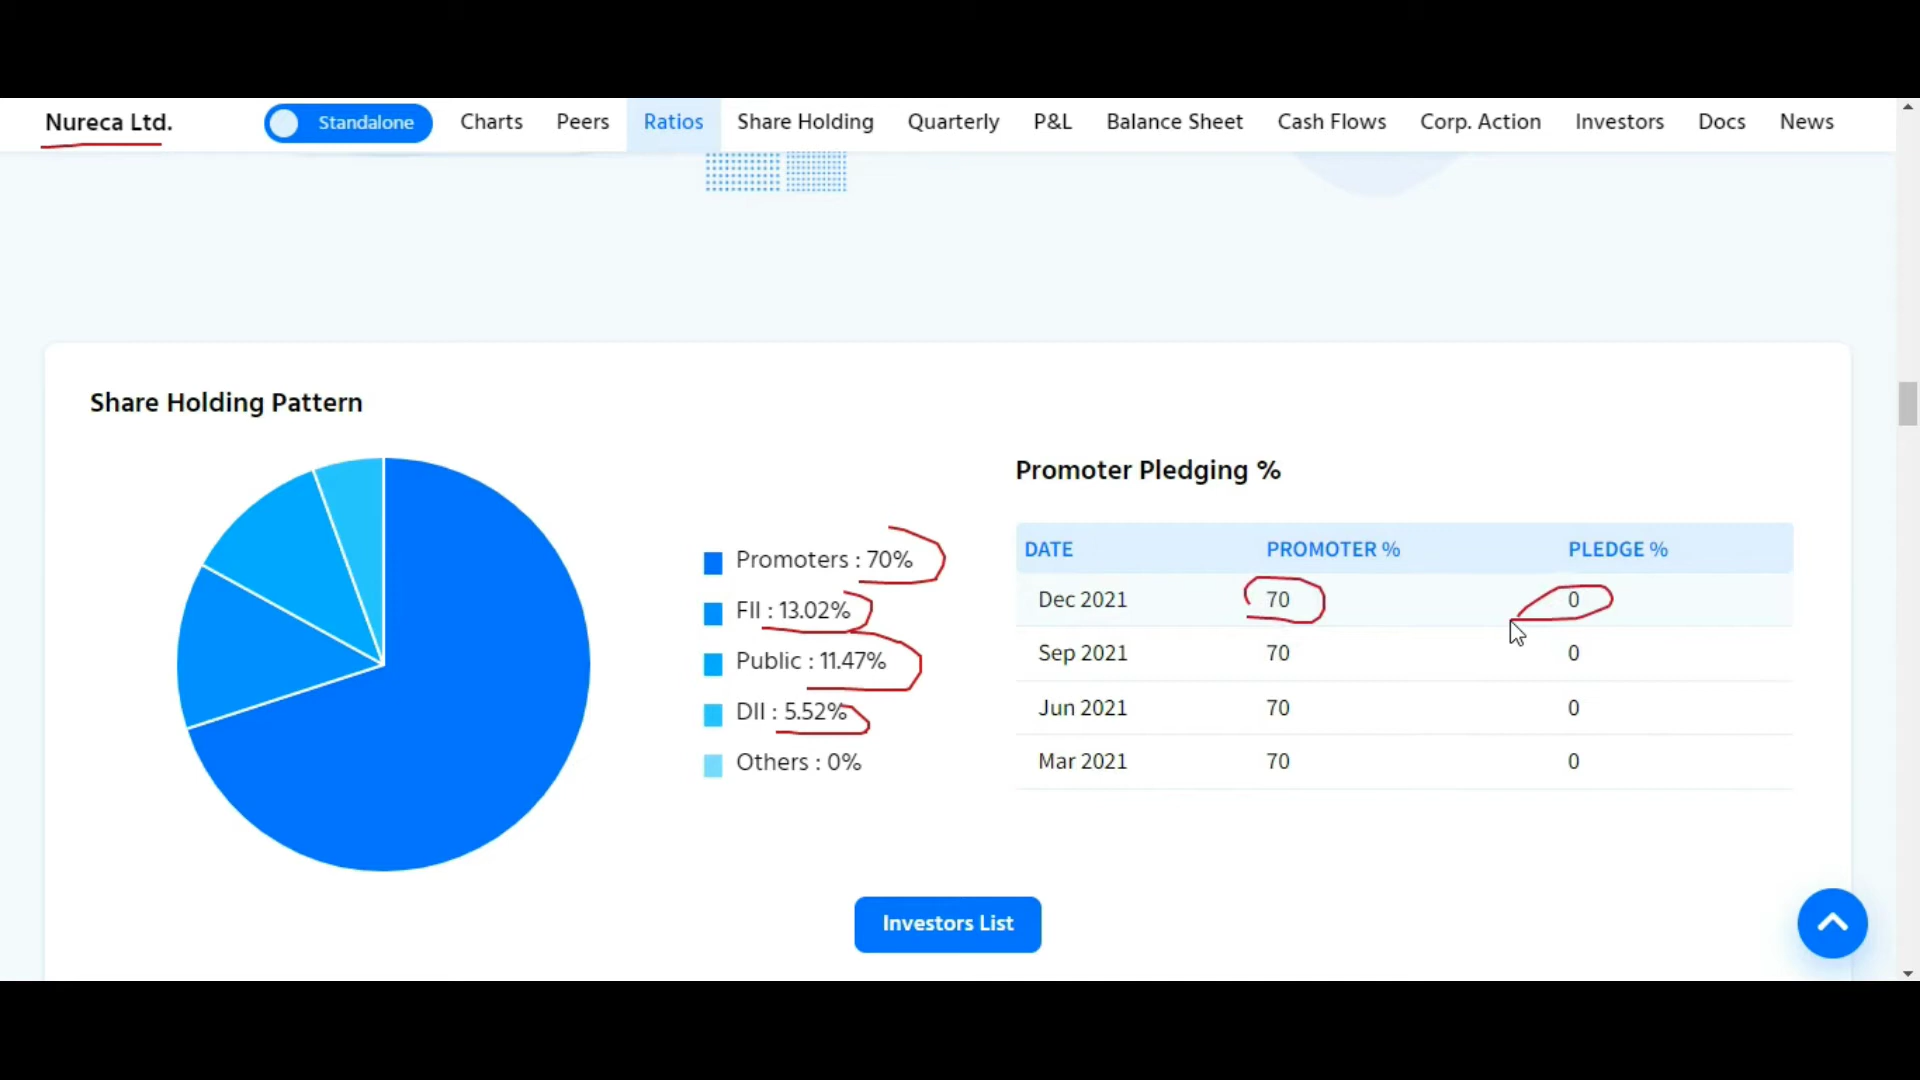 Nureca Ltd. Standalone Charts Peers Ratios Share Holding Quarterly P&L Balance Sheet Cash Flows Corp. Action Investors Docs News
Share Holding Pattern
Promoters : 70%
FII : 13.02%
Public : 11.47%
DII : 5.52%
Others : 0%
Promoter Pledging %
DATE PROMOTER % PLEDGE %
Dec 2021 70 0
Sep 2021 70 0
Jun 2021 70 0
Mar 2021 70 0
Investors List